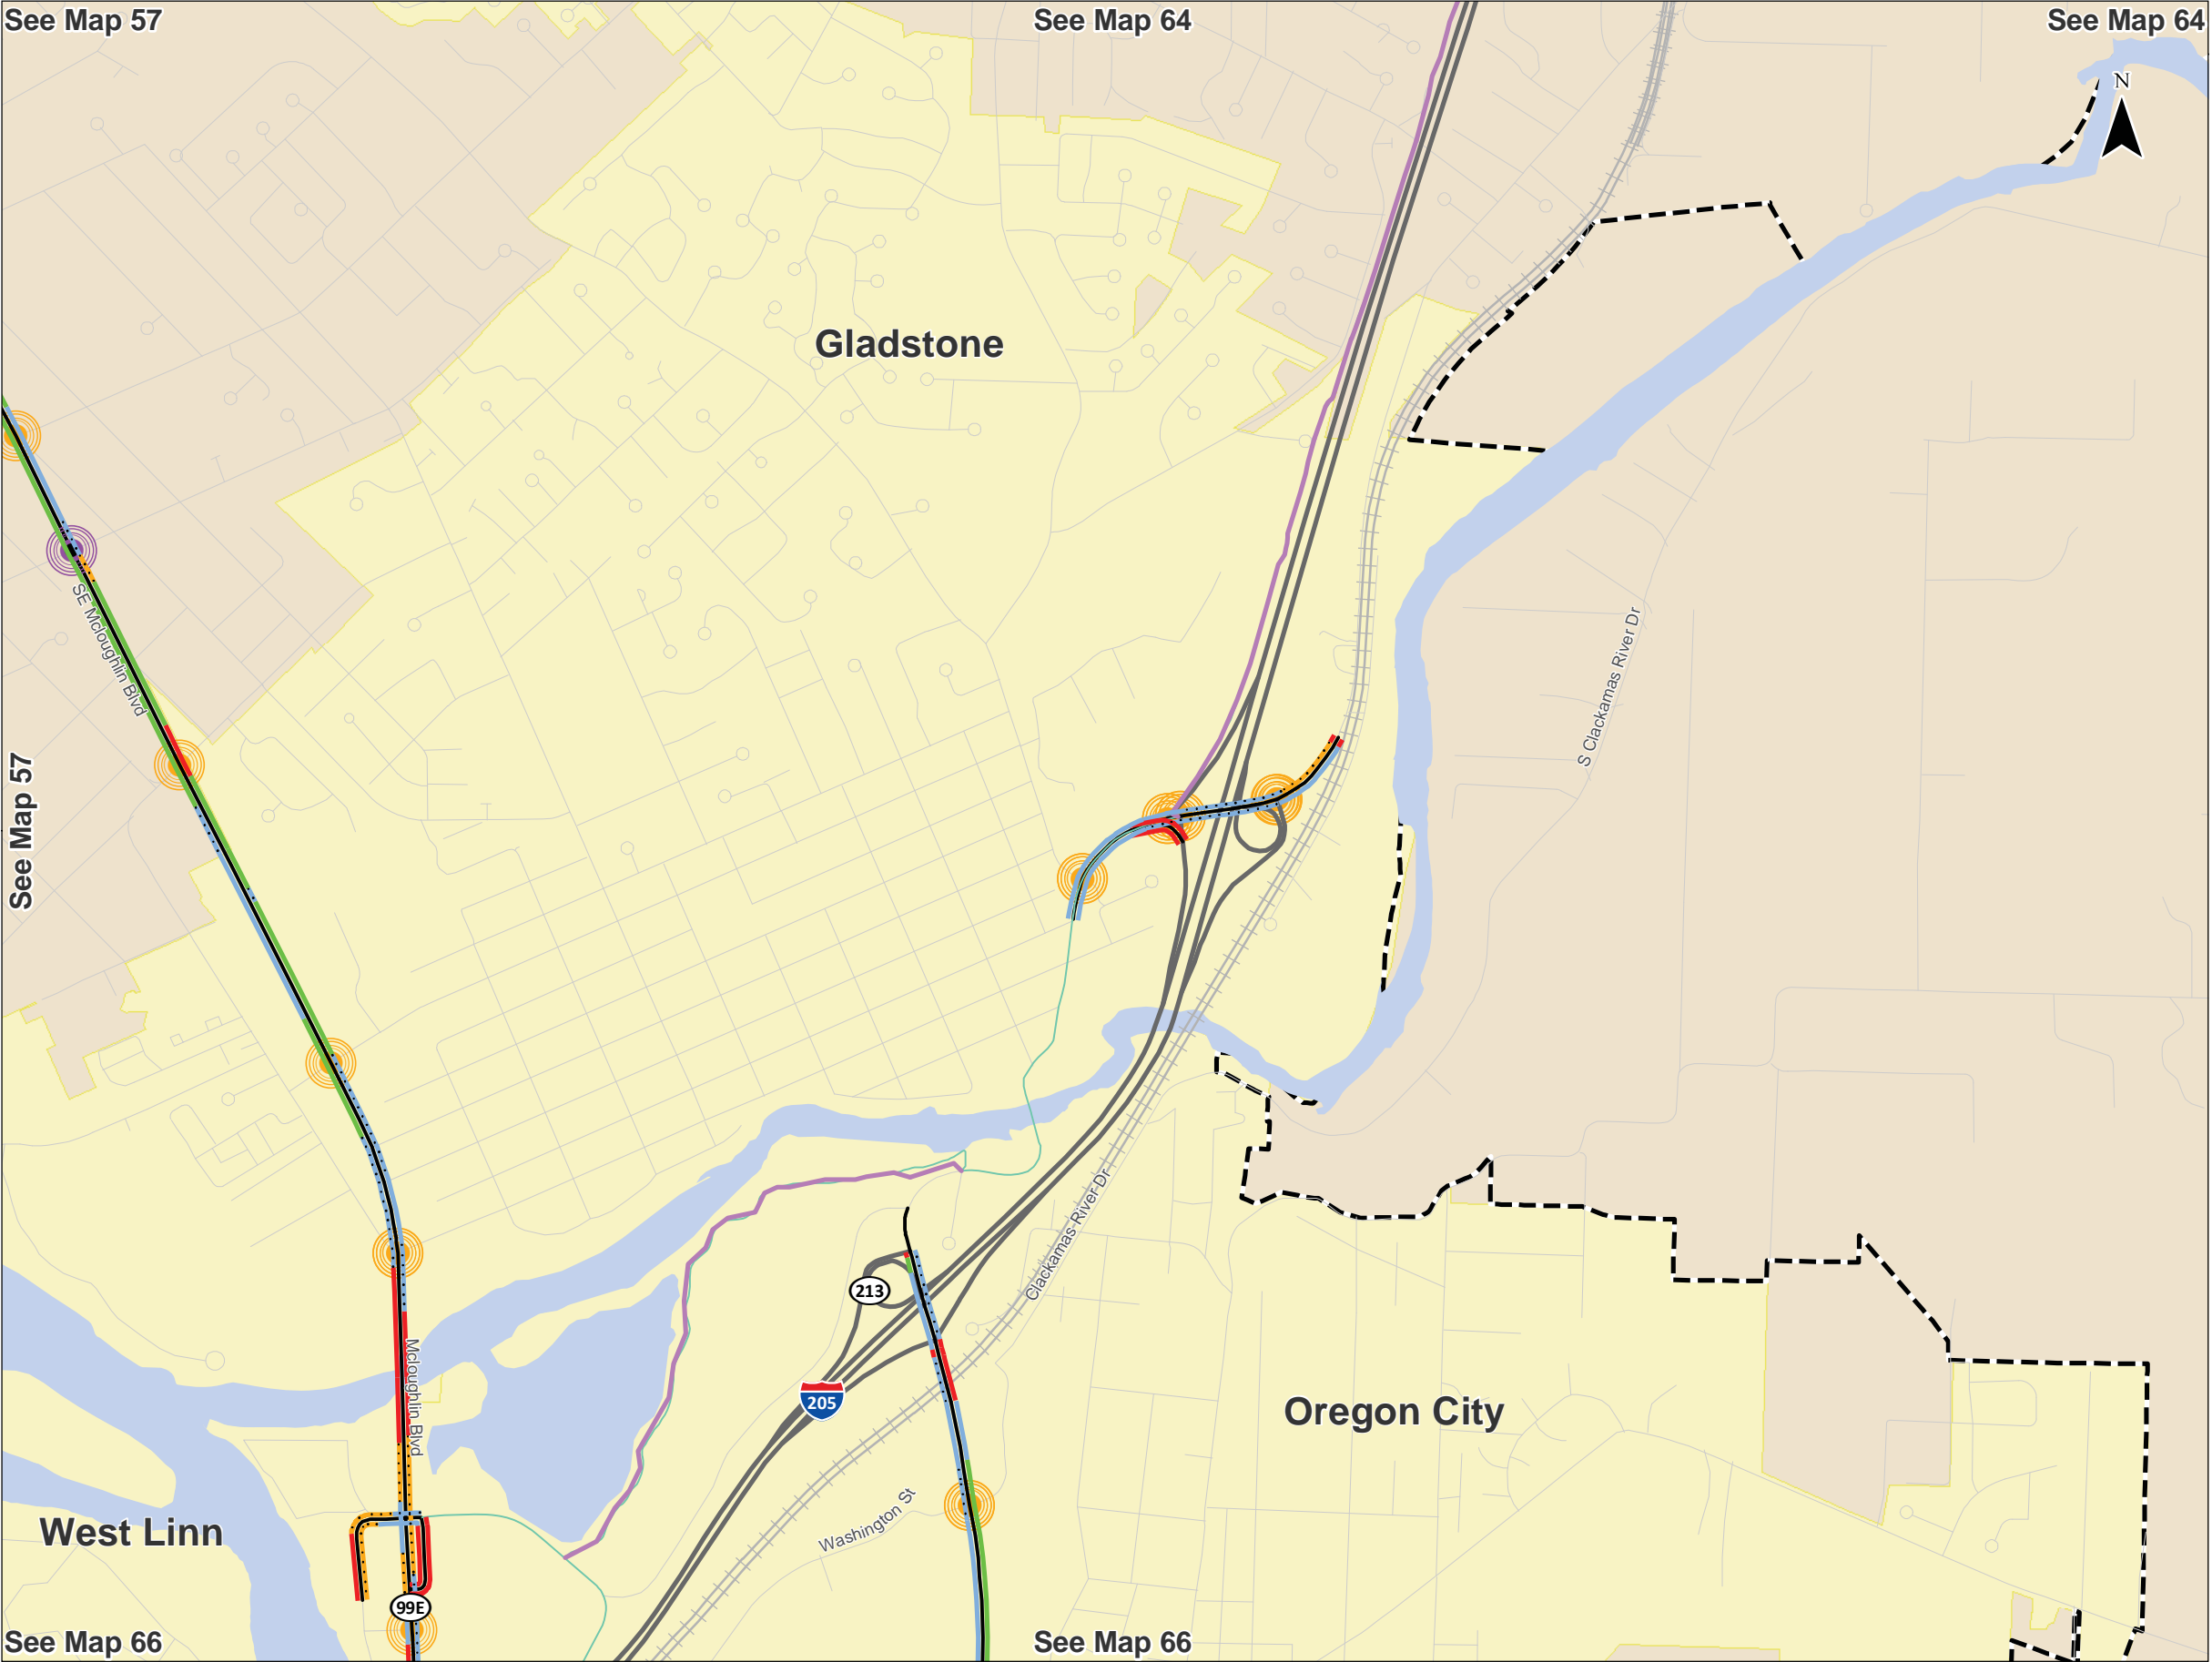 See Map 57
See Map 64
See Map 64
N
Gladstone
SE Mcloughlin Blvd
S Clackamas River Dr
See Map 57
Clackamas River Dr
213
Mcloughlin Blvd
205
Oregon City
Washington St
West Linn
99E
See Map 66
See Map 66